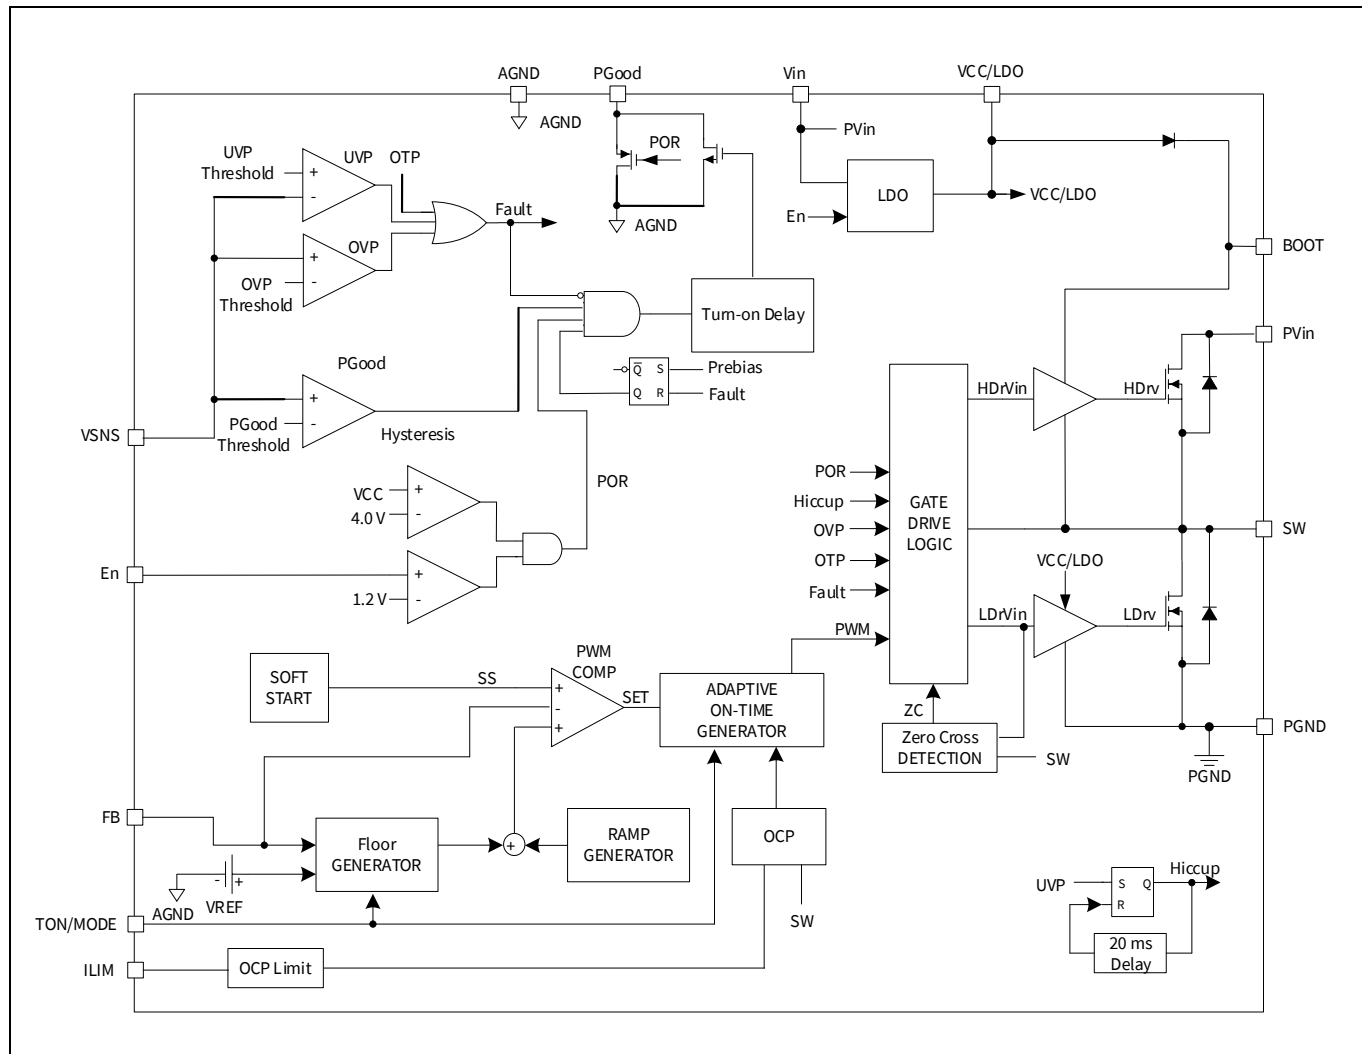 AGND
PGood
Vin
VCC/LDO
AGND
POR
PVin
UVP
Threshold
+
-
UVP
OTP
Fault
AGND
LDO
En
VCC/LDO
OVP
Threshold
+
-
OVP
BOOT
Turn-on Delay
PVin
PGood
Q S
Q R
Prebias
Fault
HDrVin
HDrv
VSNS
PGood
Threshold
+
-
Hysteresis
POR
VCC
4.0 V
+
-
POR
Hiccup
OVP
OTP
Fault
PWM
GATE
DRIVE
LOGIC
SW
En
1.2 V
+
-
VCC/LDO
LDrVin
LDrv
SOFT
START
SS
PWM
COMP
+
-
+
SET
ADAPTIVE
ON-TIME
GENERATOR
ZC
Zero Cross
DETECTION
SW
PGND
PGND
FB
Floor
GENERATOR
+
RAMP
GENERATOR
OCP
SW
- +
VREF
AGND
TON/MODE
ILIM
OCP Limit
UVP
S Q
R
Hiccup
20 ms
Delay